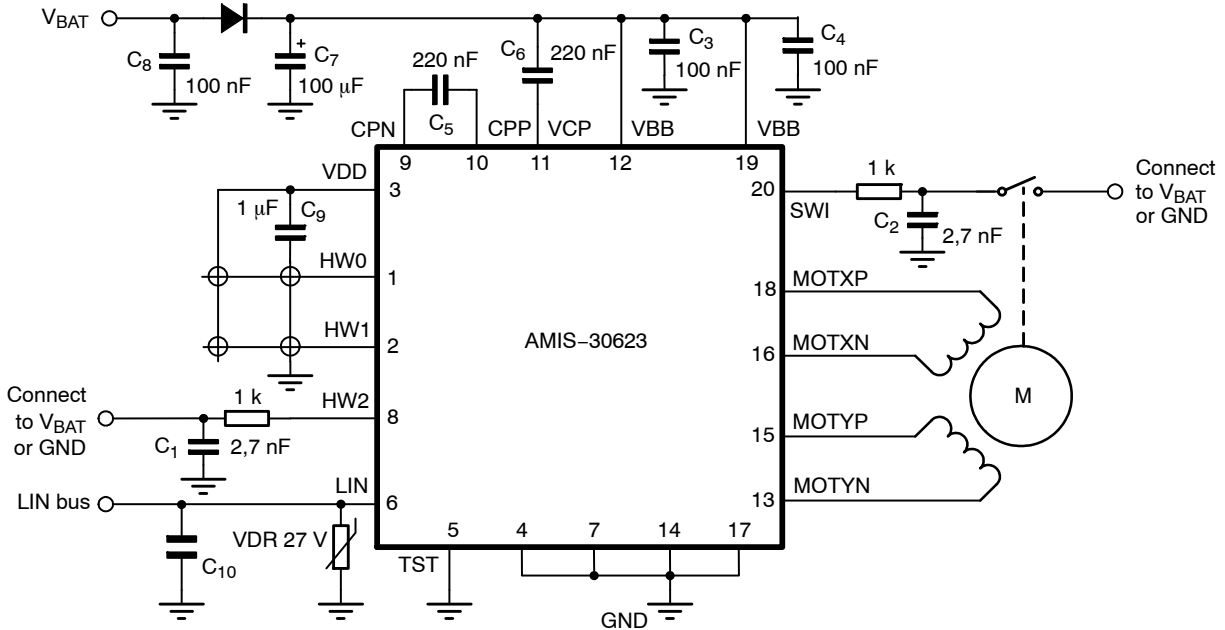 V_BAT
C8
100 nF
+
C7
100 μF
220 nF
C5
C6
220 nF
C3
100 nF
C4
100 nF
CPN
CPP
VCP
VBB
VBB
9
10
11
12
19
VDD
3
1 μF
C9
HW0
1
HW1
2
Connect
to V_BAT
or GND
1 k
HW2
8
C1
2,7 nF
LIN bus
LIN
6
C10
VDR 27 V
AMIS−30623
20
SWI
1 k
C2
2,7 nF
Connect
to V_BAT
or GND
18
MOTXP
16
MOTXN
15
MOTYP
13
MOTYN
M
5
4
7
14
17
TST
GND